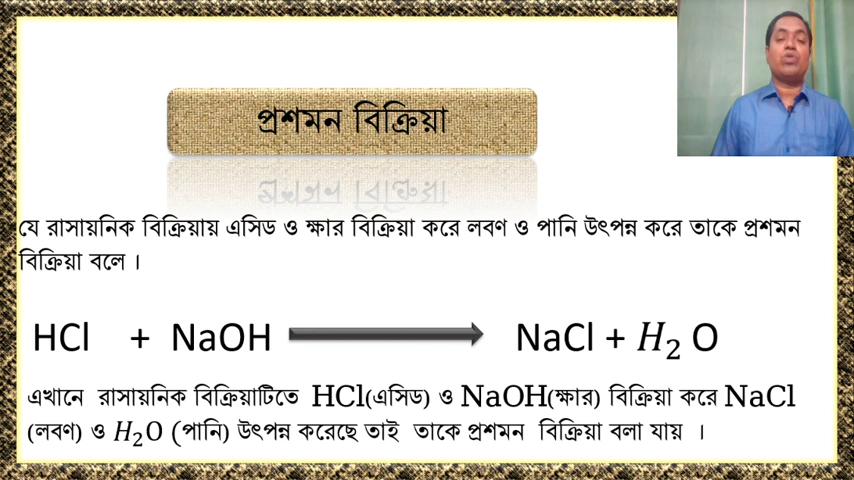 প্রশমন বিক্রিয়া
যে রাসায়নিক বিক্রিয়ায় এসিড ও ক্ষার বিক্রিয়া করে লবণ ও পানি উৎপন্ন করে তাকে প্রশমন
বিক্রিয়া বলে ।
HCl + NaOH ⟶ NaCl + H₂ O
এখানে রাসায়নিক বিক্রিয়াটিতে HCl(এসিড) ও NaOH(ক্ষার) বিক্রিয়া করে NaCl
(লবণ) ও H₂O (পানি) উৎপন্ন করেছে তাই তাকে প্রশমন বিক্রিয়া বলা যায় ।